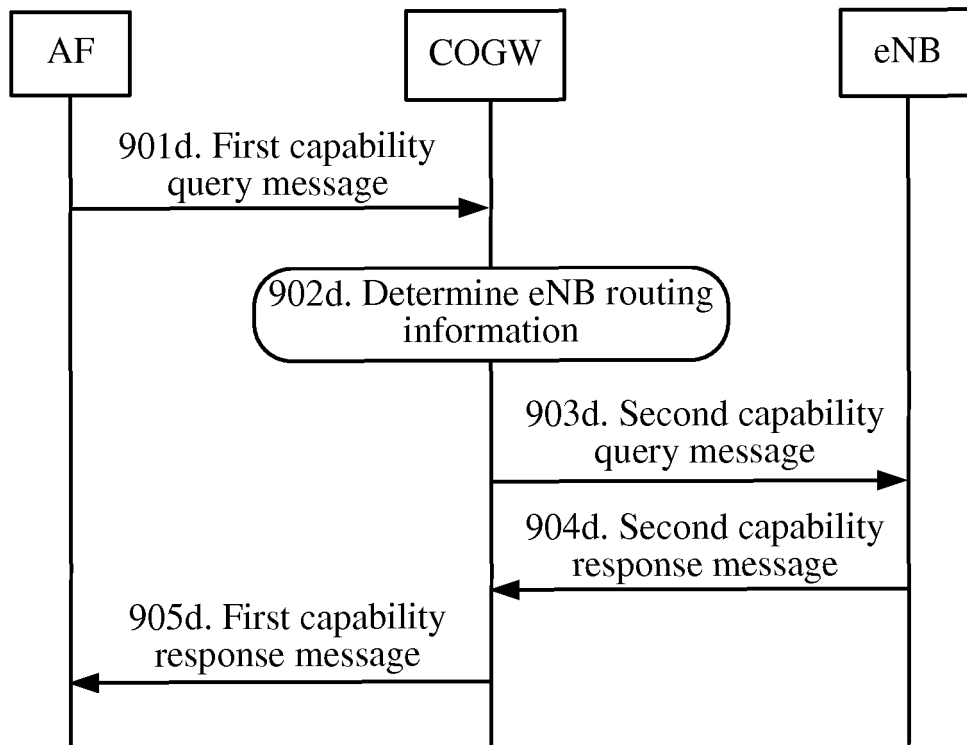 AF
COGW
eNB
901d. First capability
query message
902d. Determine eNB routing
information
903d. Second capability
query message
904d. Second capability
response message
905d. First capability
response message